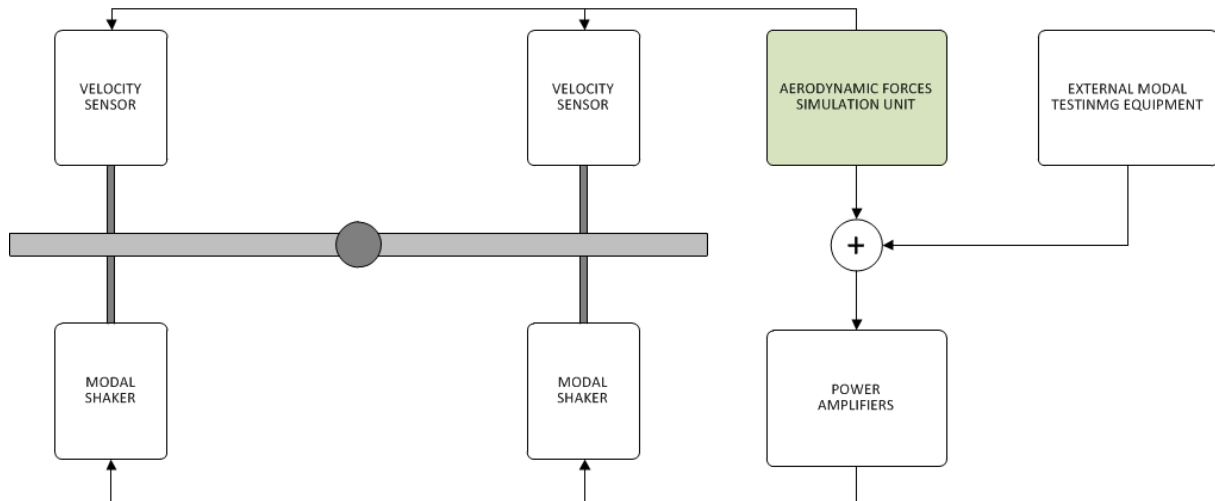 VELOCITY
SENSOR
VELOCITY
SENSOR
AERODYNAMIC FORCES
SIMULATION UNIT
EXTERNAL MODAL
TESTINMG EQUIPMENT
+
MODAL
SHAKER
MODAL
SHAKER
POWER
AMPLIFIERS